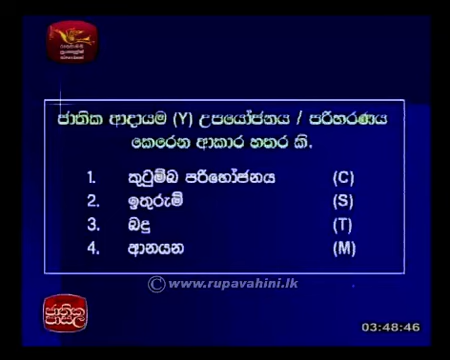 ජාතික ආදායම (Y) උපයෝජනය / පරිහරණය
කෙරෙන ආකාර හතර කි.
1. කුටුම්බ පරිභෝජනය (C)
2. ඉතුරුම් (S)
3. බදු (T)
4. ආනයන (M)
© www.rupavahini.lk
ජාතික
පාසල
03:48:46